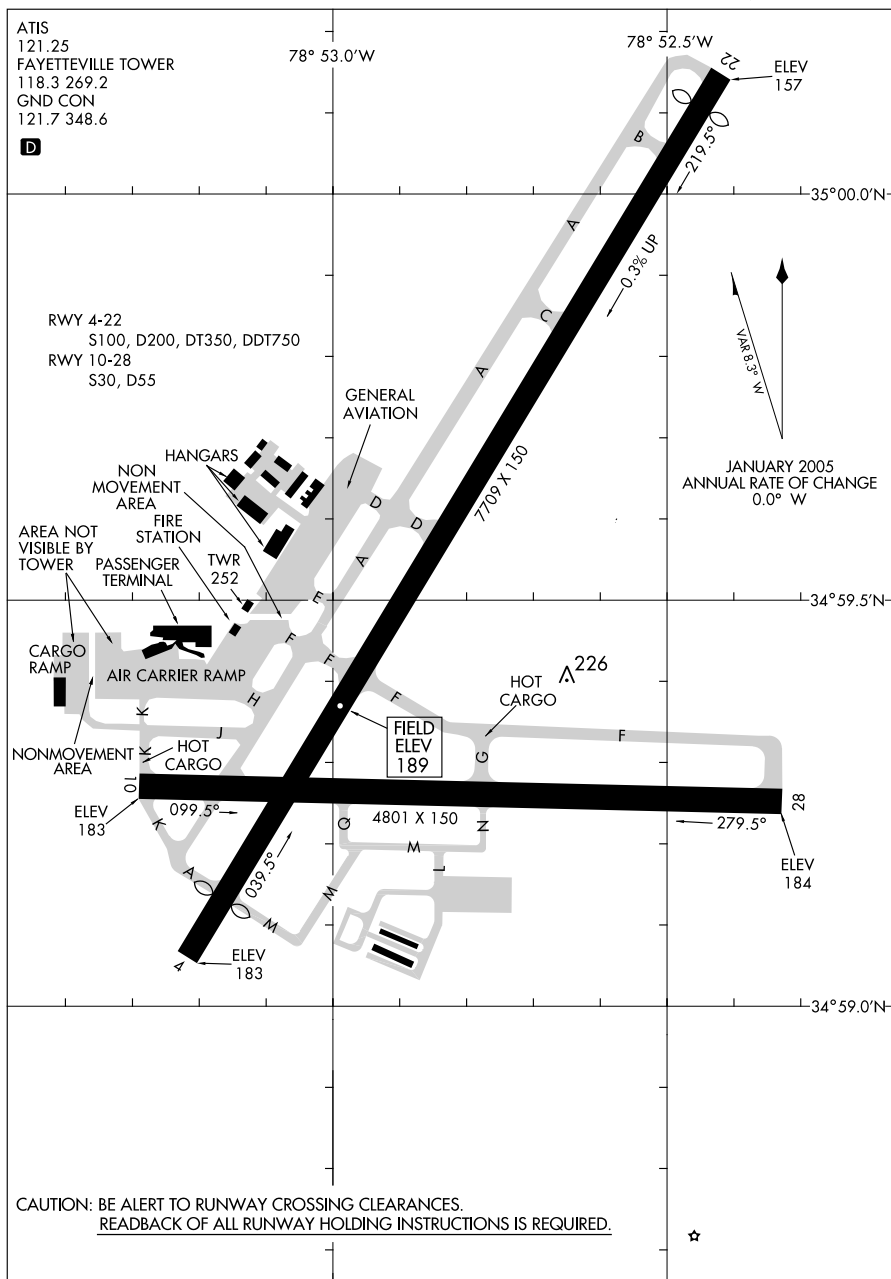 ATIS
121.25
FAYETTEVILLE TOWER
118.3 269.2
GND CON
121.7 348.6
D
78° 53.0'W
78° 52.5'W
22
ELEV
157
B
219.5°
35° 00.0'N
A
0.3% UP
C
VAR 8.3° W
RWY 4-22
S100, D200, DT350, DDT750
RWY 10-28
S30, D55
A
GENERAL
AVIATION
JANUARY 2005
ANNUAL RATE OF CHANGE
0.0° W
HANGARS
NON
MOVEMENT
AREA
7709 X 150
D
D
FIRE
STATION
AREA NOT
VISIBLE BY
TOWER
TWR
252
PASSENGER
TERMINAL
A
E
34° 59.5'N
F
F
F
CARGO
RAMP
AIR CARRIER RAMP
226
HOT
CARGO
H
K
J
FIELD
ELEV
189
F
G
NONMOVEMENT
AREA
K
HOT
CARGO
10
28
099.5°
4801 X 150
279.5°
ELEV
183
K
Q
N
M
L
ELEV
184
A
039.5°
M
M
4
ELEV
183
34° 59.0'N
CAUTION: BE ALERT TO RUNWAY CROSSING CLEARANCES.
READBACK OF ALL RUNWAY HOLDING INSTRUCTIONS IS REQUIRED.